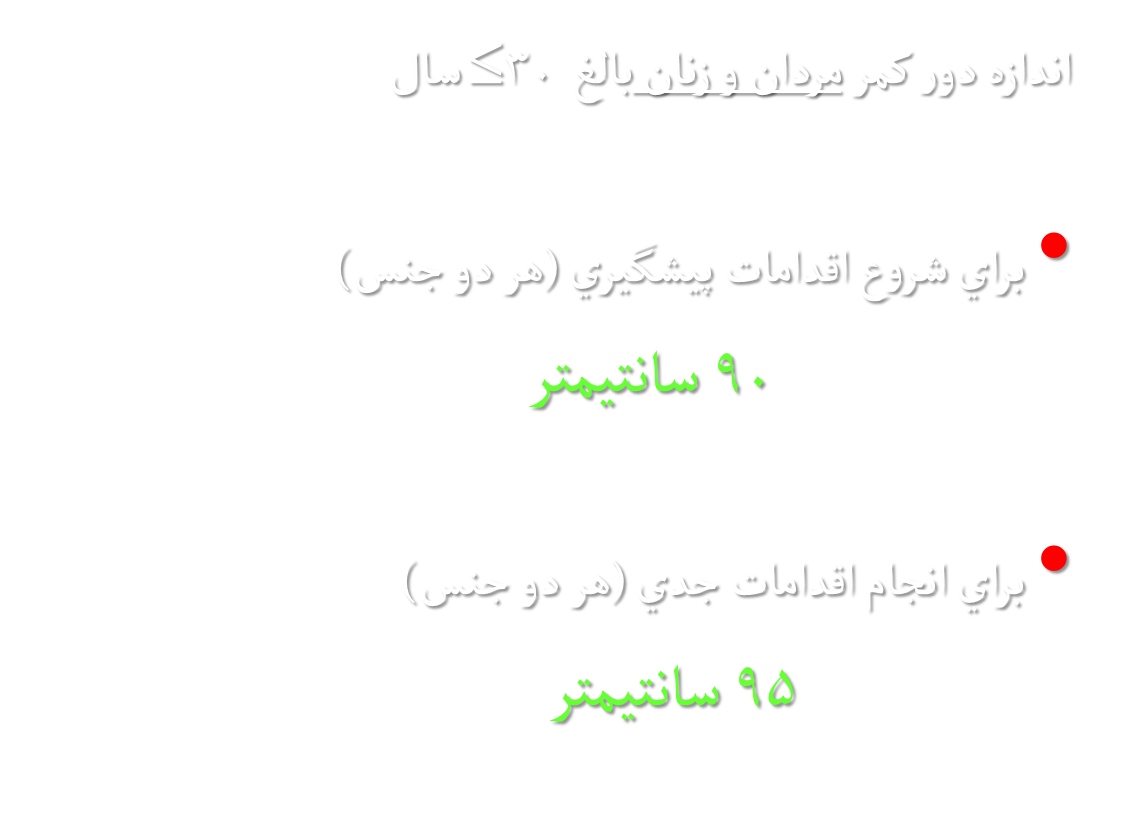 اندازه دور کمر مردان و زنان بالغ ۳۰≥ سال
• براي شروع اقدامات پيشگيري (هر دو جنس)
۹۰ سانتيمتر
• براي انجام اقدامات جدي (هر دو جنس)
۹۵ سانتيمتر